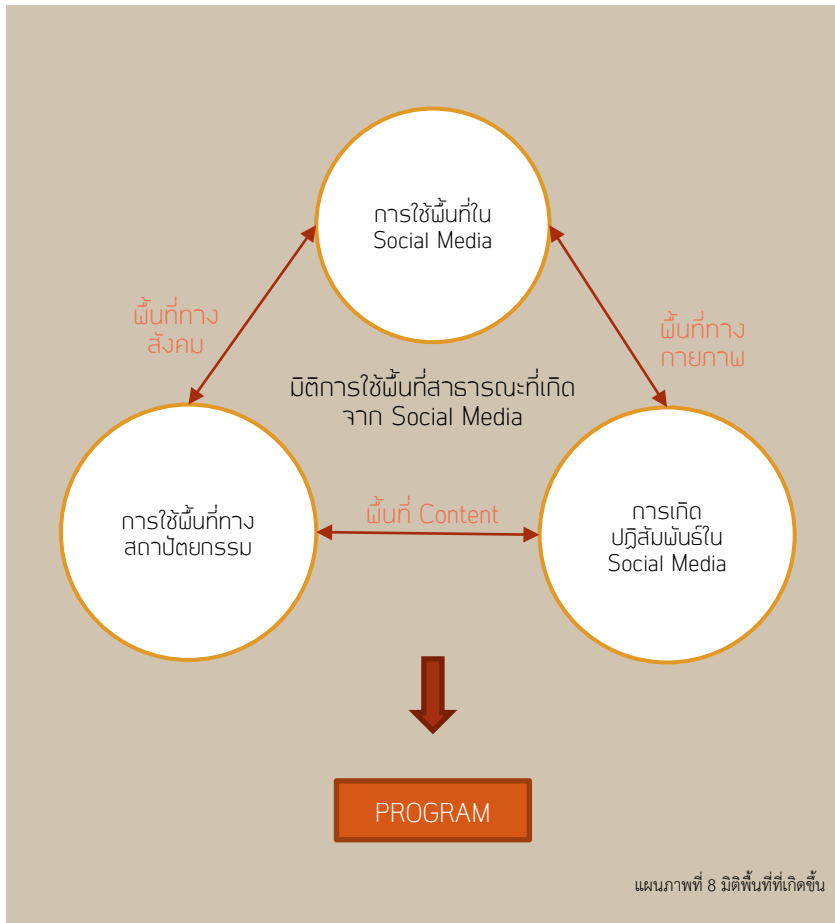 การใช้พื้นที่ใน
Social Media
พื้นที่ทาง
สังคม
พื้นที่ทาง
กายภาพ
มิติการใช้พื้นที่สาธารณะที่เกิด
จาก Social Media
การใช้พื้นที่ทาง
สถาปัตยกรรม
พื้นที่ Content
การเกิด
ปฏิสัมพันธ์ใน
Social Media
PROGRAM
แผนภาพที่ 8 มิติพื้นที่ที่เกิดขึ้น